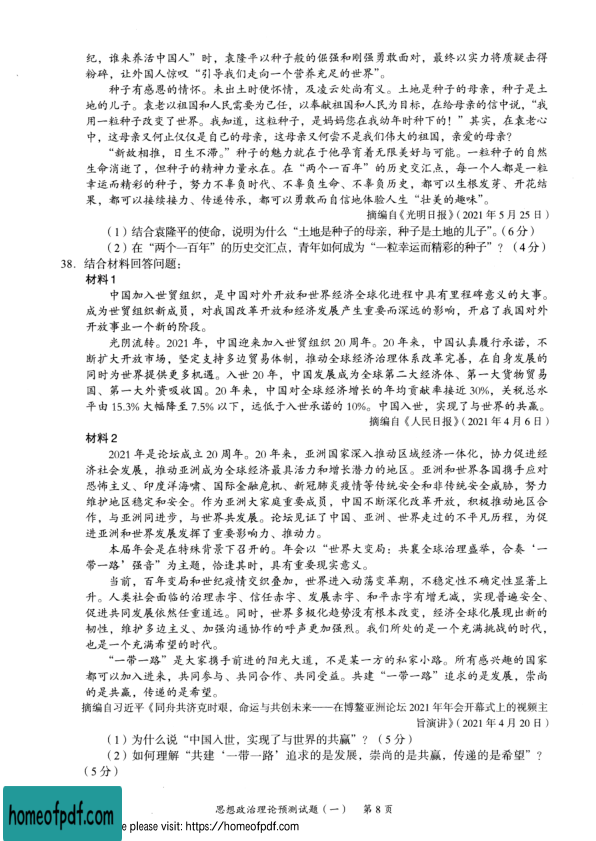 纪，谁来养活中国人”时，袁隆平以种子般的倔强和刚强勇敢面对，最终以实力将质疑击得
粉碎，让外国人惊叹“引导我们走向一个营养充足的世界”。
种子有感恩的情怀。未出土时便怀情，及凌云处尚有义。土地是种子的母亲，种子是土
地的儿子。袁老以祖国和人民需要为己任，以奉献祖国和人民为目标，在给母亲的信中说，“我
用一粒种子改变了世界。我知道，这粒种子，是妈妈您在我幼年时种下的！”其实，在袁老心
中，这母亲又何止仅仅是自己的母亲，这母亲又何尝不是我们伟大的祖国，亲爱的母亲？
“新故相推，日生不滞。”种子的魅力就在于他孕育着无限美好与可能。一粒种子的自然
生命消逝了，但种子的精神力量永在。在“两个一百年”的历史交汇点，每一个人都是一粒
幸运而精彩的种子，努力不辜负时代、不辜负生命、不辜负历史，都可以生根发芽、开花结
果，都可以接续接力、传递传承，都可以勇敢而自信地体验人生“壮美的趣味”。
摘编自《光明日报》（2021 年 5 月 25 日）
（1）结合袁隆平的使命，说明为什么“土地是种子的母亲，种子是土地的儿子”。（6 分）
（2）在“两个一百年”的历史交汇点，青年如何成为“一粒幸运而精彩的种子”？（4 分）
38．结合材料回答问题：
材料 1
中国加入世贸组织，是中国对外开放和世界经济全球化进程中具有里程碑意义的大事。
成为世贸组织新成员，对我国改革开放和经济发展产生重要而深远的影响，开启了我国对外
开放事业一个新的阶段。
光阴流转。2021 年，中国迎来加入世贸组织 20 周年。20 年来，中国认真履行承诺，不
断扩大开放市场，坚定支持多边贸易体制，推动全球经济治理体系改革完善，在自身发展的
同时为世界提供更多机遇。入世 20 年，中国发展成为全球第二大经济体、第一大货物贸易
国、第一大外资吸收国。20 年来，中国对全球经济增长的年均贡献率接近 30%，关税总水
平由 15.3% 大幅降至 7.5% 以下，远低于入世承诺的 10%。中国入世，实现了与世界的共赢。
摘编自《人民日报》（2021 年 4 月 6 日）
材料 2
2021 年是论坛成立 20 周年。20 年来，亚洲国家深入推动区域经济一体化，协力促进经
济社会发展，推动亚洲成为全球经济最具活力和增长潜力的地区。亚洲和世界各国携手应对
恐怖主义、印度洋海啸、国际金融危机、新冠肺炎疫情等传统安全和非传统安全威胁，努力
维护地区稳定和安全。作为亚洲大家庭重要成员，中国不断深化改革开放，积极推动地区合
作，与亚洲同进步，与世界共发展。论坛见证了中国、亚洲、世界走过的不平凡历程，为促
进亚洲和世界发展发挥了重要影响力、推动力。
本届年会是在特殊背景下召开的。年会以“世界大变局：共襄全球治理盛举，合奏‘一
带一路’强音”为主题，恰逢其时，具有重要现实意义。
当前，百年变局和世纪疫情交织叠加，世界进入动荡变革期，不稳定性不确定性显著上
升。人类社会面临的治理赤字、信任赤字、发展赤字、和平赤字有增无减，实现普遍安全、
促进共同发展依然任重道远。同时，世界多极化趋势没有根本改变，经济全球化展现出新的
韧性，维护多边主义、加强沟通协作的呼声更加强烈。我们所处的是一个充满挑战的时代，
也是一个充满希望的时代。
“一带一路”是大家携手前进的阳光大道，不是某一方的私家小路。所有感兴趣的国家
都可以加入进来，共同参与、共同合作、共同受益。共建“一带一路”追求的是发展，崇尚
的是共赢，传递的是希望。
摘编自习近平《同舟共济克时艰，命运与共创未来——在博鳌亚洲论坛 2021 年年会开幕式上的视频主
旨演讲》（2021 年 4 月 20 日）
（1）为什么说“中国入世，实现了与世界的共赢”？（5 分）
（2）如何理解“共建‘一带一路’追求的是发展，崇尚的是共赢，传递的是希望”？
（5 分）
思想政治理论预测试题（一） 第 8 页
homeofpdf.com
e please visit: https://homeofpdf.com